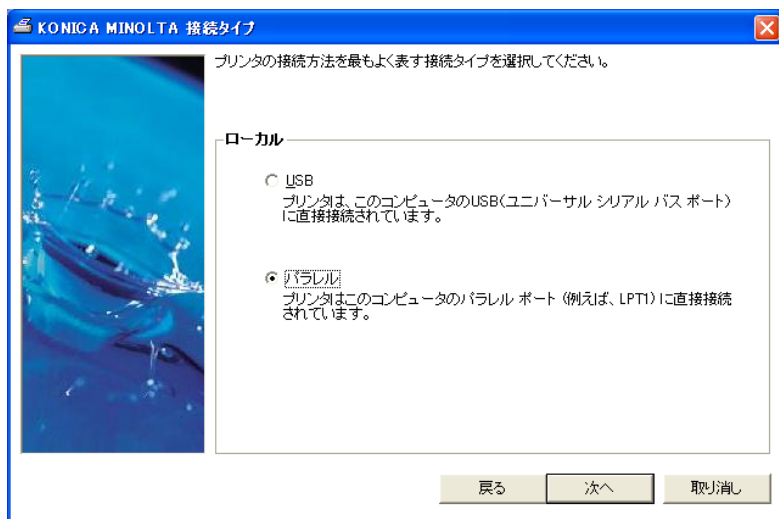 KONICA MINOLTA 接続タイプ
プリンタの接続方法を最もよく表す接続タイプを選択してください。
ローカル
USB
プリンタは、このコンピュータのUSB(ユニバーサル シリアル バス ポート)
に直接接続されています。
パラレル
プリンタはこのコンピュータのパラレル ポート (例えば、LPT1) に直接接続
されています。
戻る
次へ
取り消し